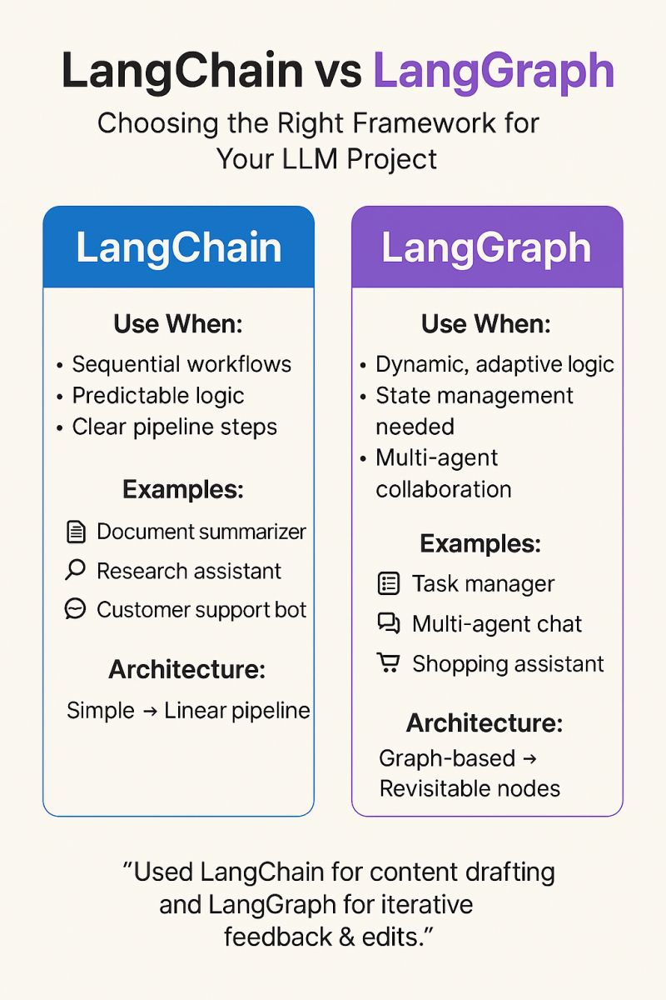 LangChain vs LangGraph
Choosing the Right Framework for
Your LLM Project
LangChain
Use When:
• Sequential workflows
• Predictable logic
• Clear pipeline steps
Examples:
Document summarizer
Research assistant
Customer support bot
Architecture:
Simple → Linear pipeline
LangGraph
Use When:
• Dynamic, adaptive logic
• State management
needed
• Multi-agent
collaboration
Examples:
Task manager
Multi-agent chat
Shopping assistant
Architecture:
Graph-based →
Revisitable nodes
"Used LangChain for content drafting
and LangGraph for iterative
feedback & edits."